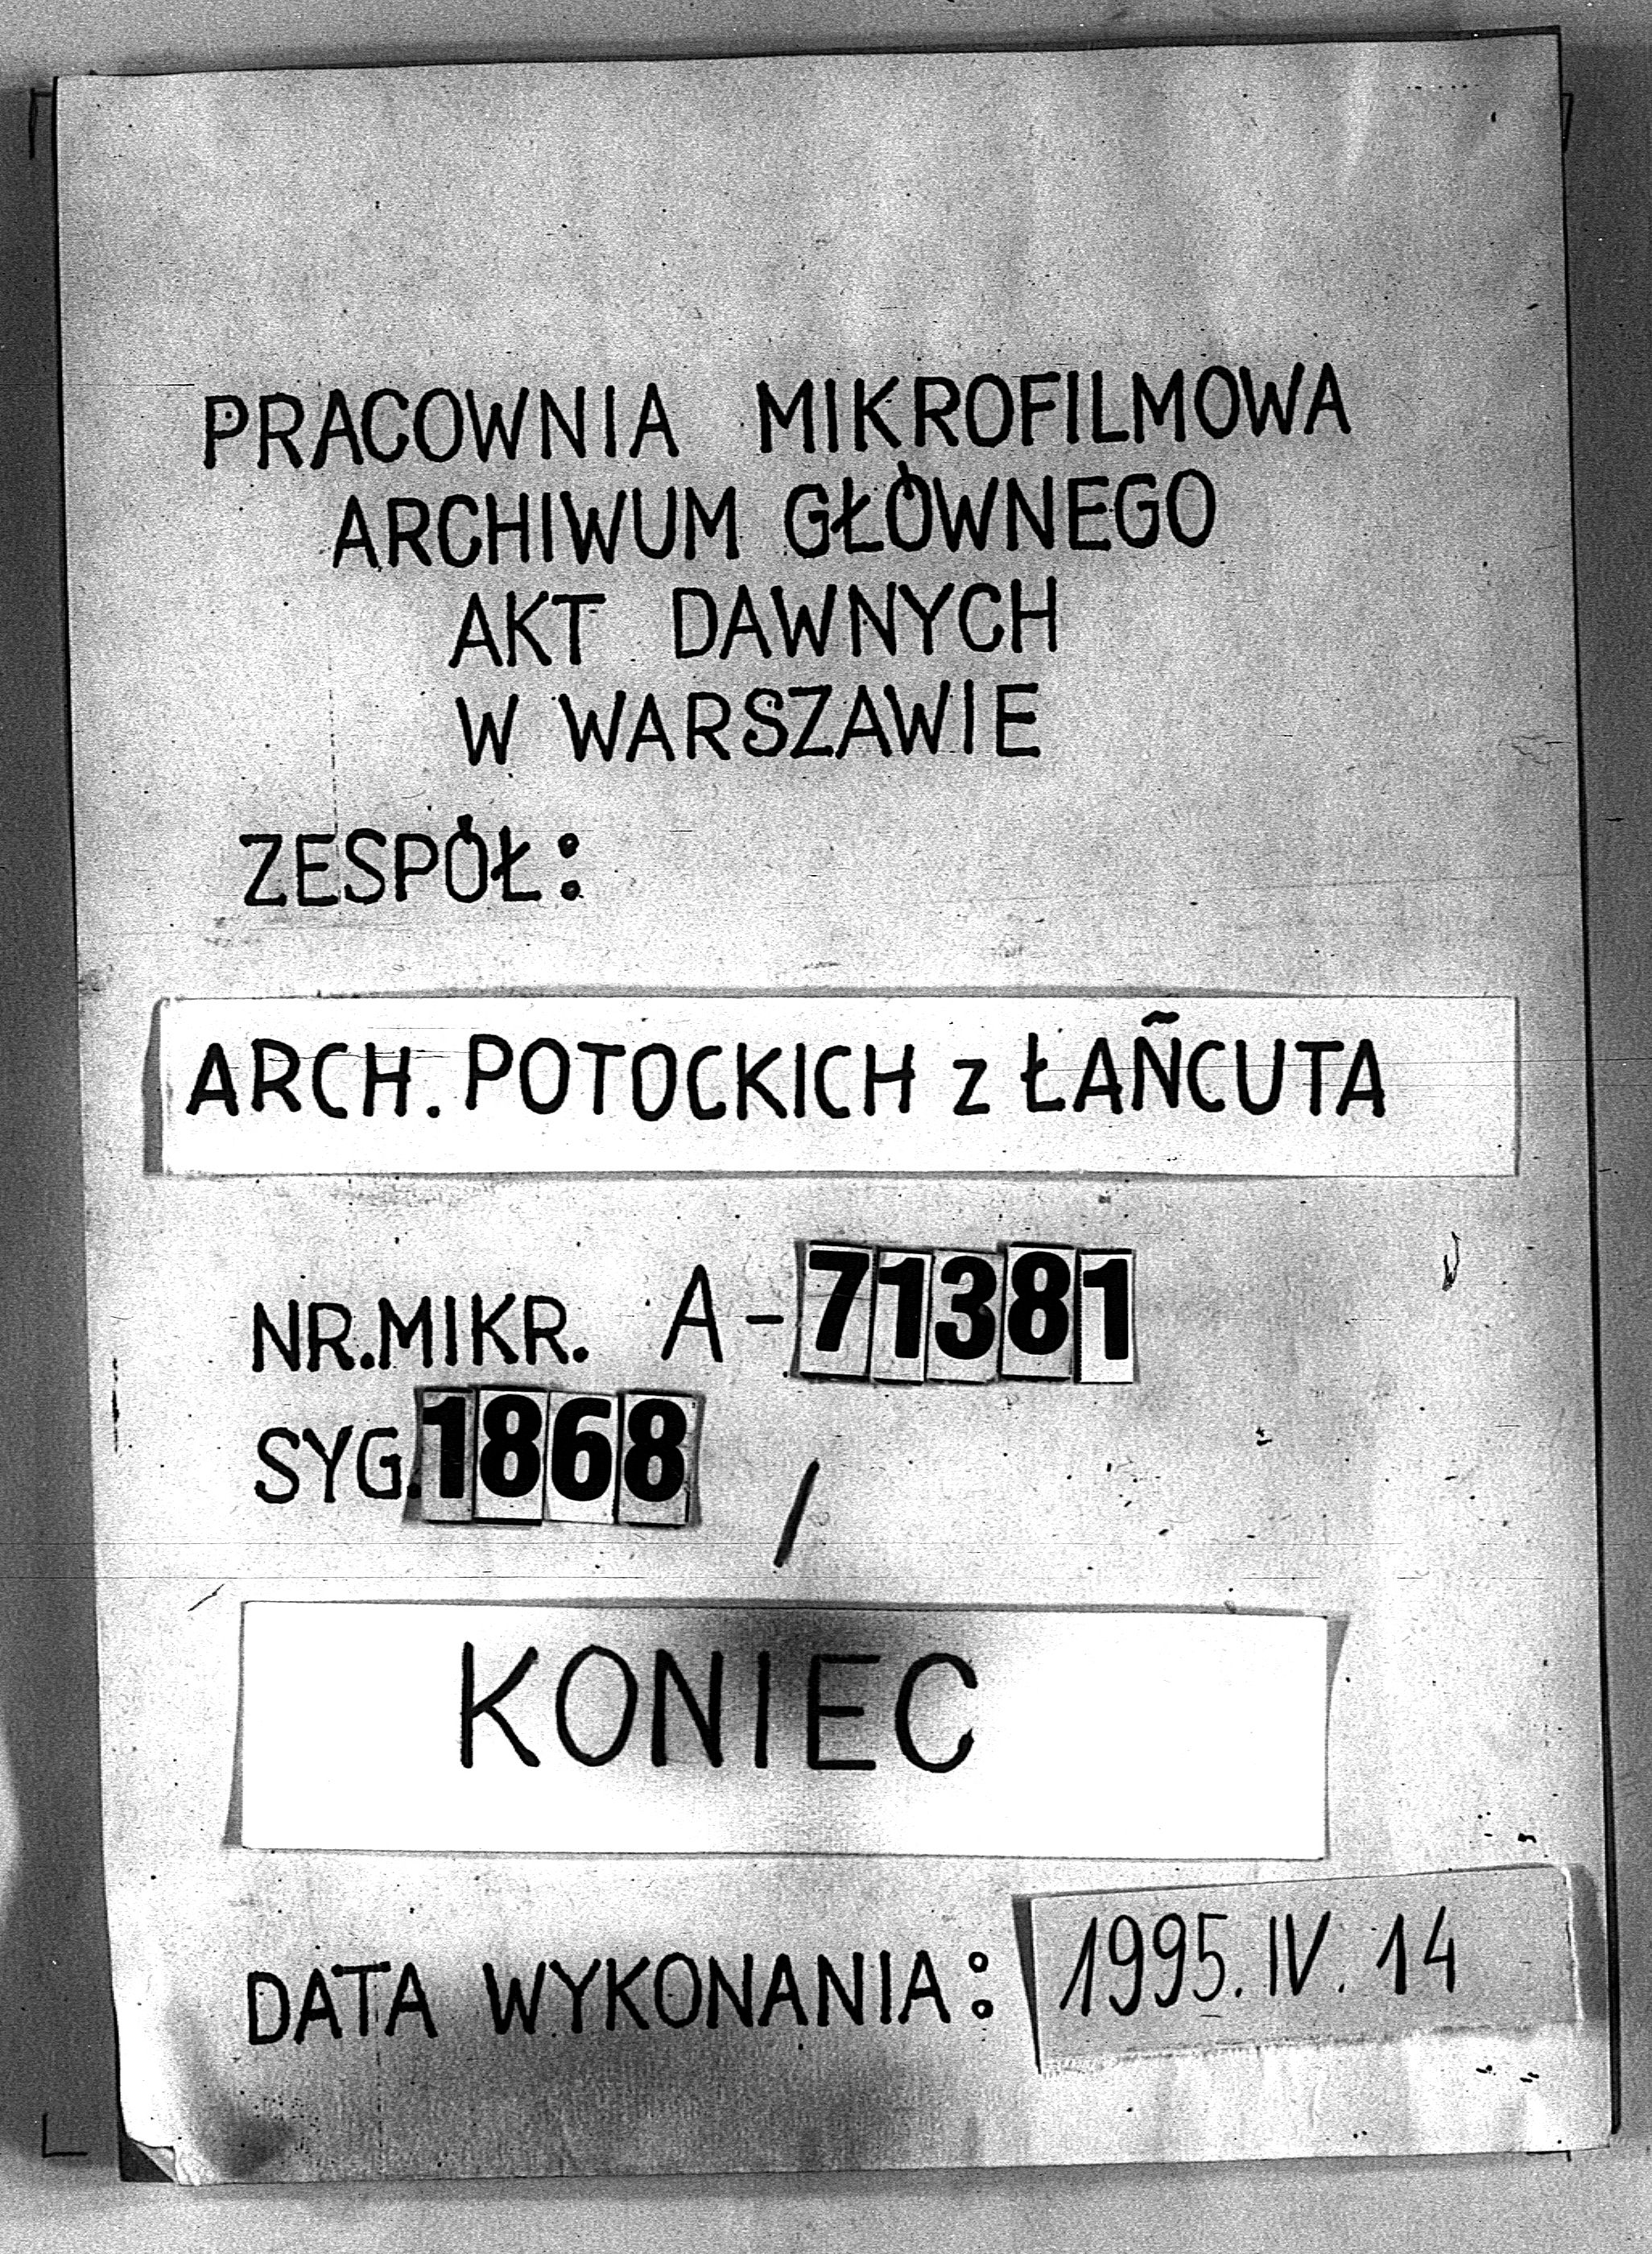 PRACOWNIA MIKROFILMOWA
ARCHIWUM GŁÓWNEGO
AKT DAWNYCH
W WARSZAWIE
ZESPÓŁ:
ARCH. POTOCKICH z ŁAŃCUTA
NR.MIKR. A-71381
SYG.1868 /
KONIEC
DATA WYKONANIA: 1995.IV.14